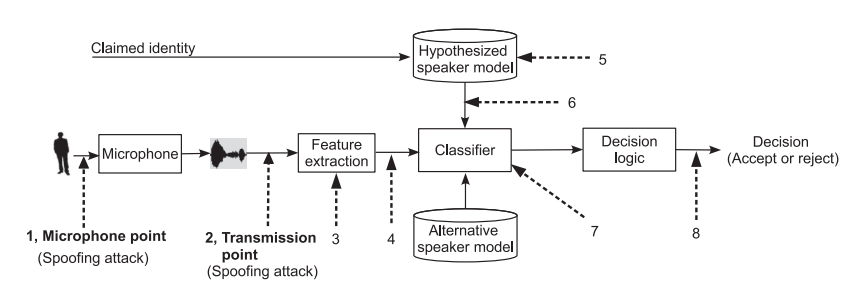 Claimed identity
Hypothesized
speaker model
5
6
Microphone
Feature
extraction
Classifier
Decision
logic
Decision
(Accept or reject)
1, Microphone point
(Spoofing attack)
2, Transmission
point
(Spoofing attack)
3
4
Alternative
speaker model
7
8